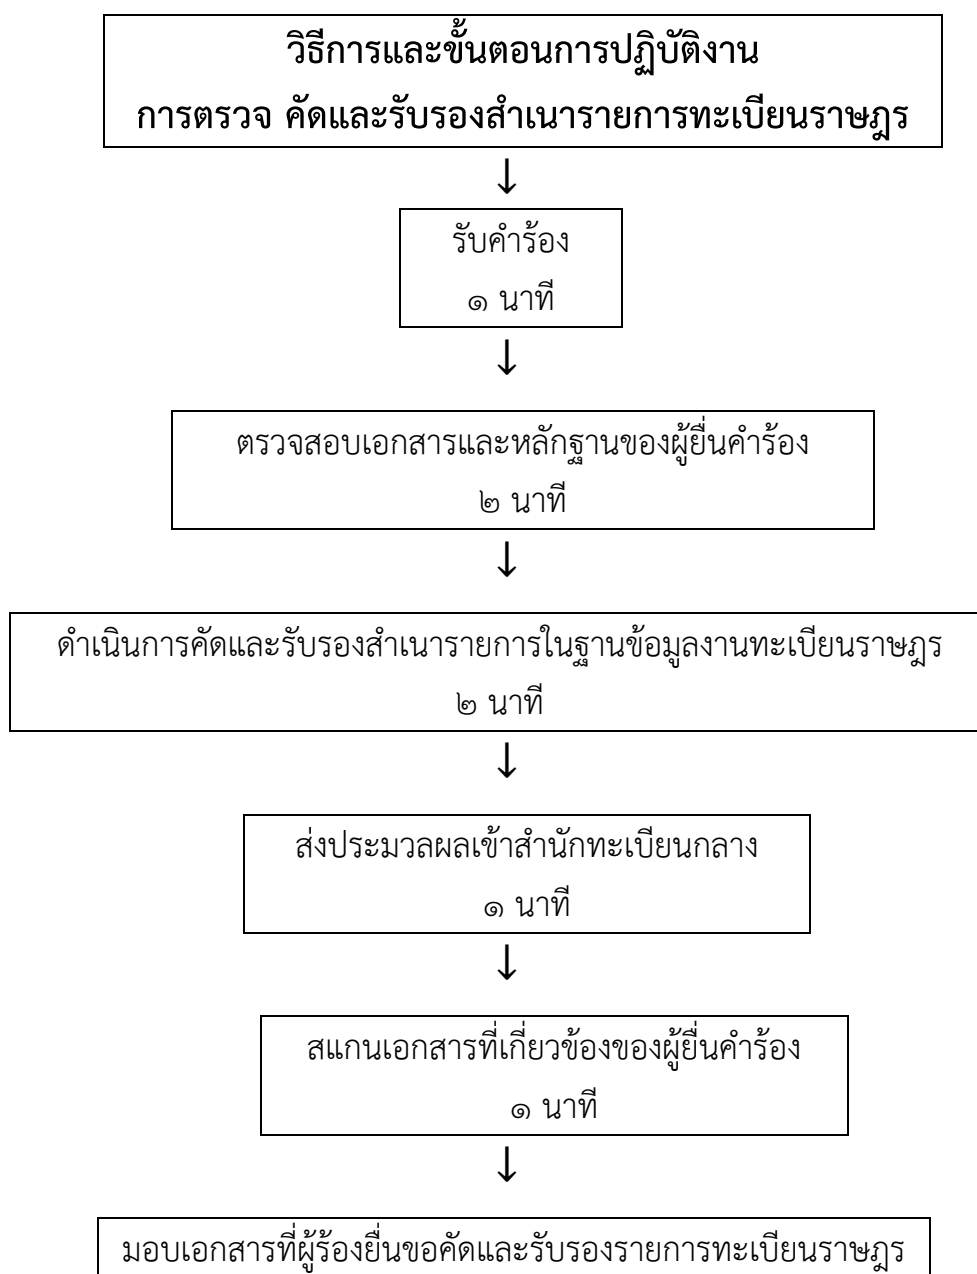 วิธีการและขั้นตอนการปฏิบัติงาน
การตรวจ คัดและรับรองสำเนารายการทะเบียนราษฎร
↓
รับคำร้อง
๑ นาที
↓
ตรวจสอบเอกสารและหลักฐานของผู้ยื่นคำร้อง
๒ นาที
↓
ดำเนินการคัดและรับรองสำเนารายการในฐานข้อมูลงานทะเบียนราษฎร
๒ นาที
↓
ส่งประมวลผลเข้าสำนักทะเบียนกลาง
๑ นาที
↓
สแกนเอกสารที่เกี่ยวข้องของผู้ยื่นคำร้อง
๑ นาที
↓
มอบเอกสารที่ผู้ร้องยื่นขอคัดและรับรองรายการทะเบียนราษฎร